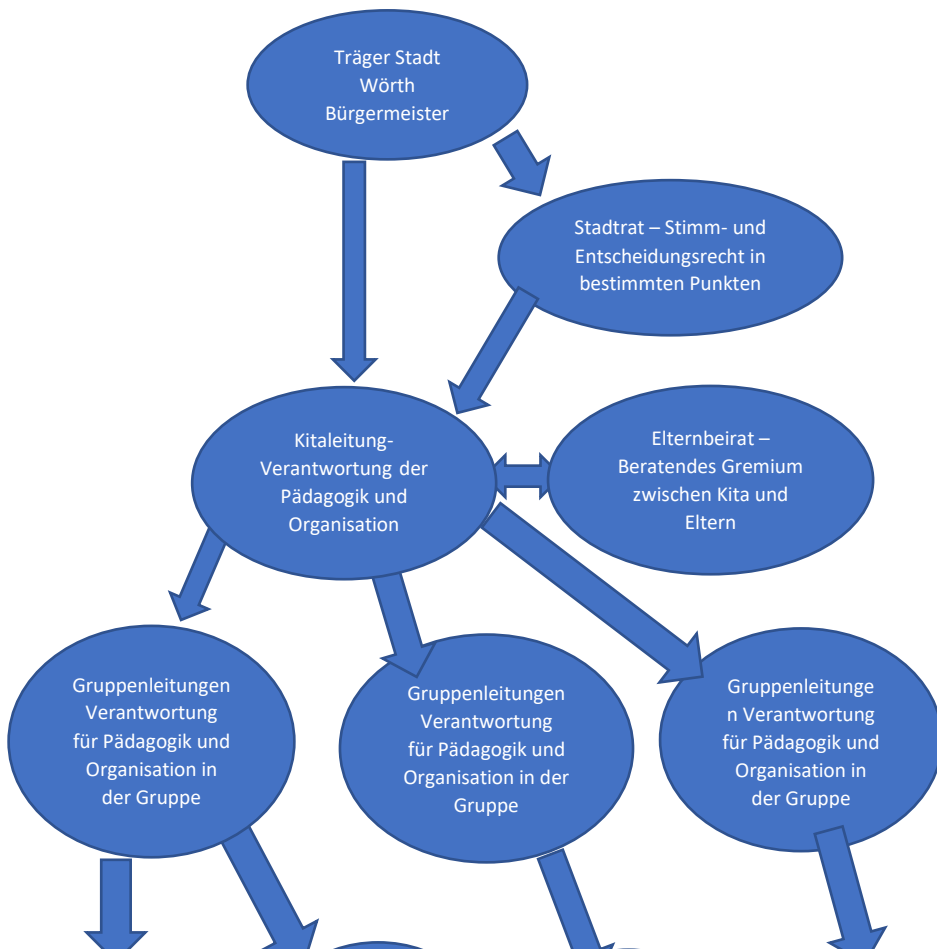 Träger Stadt
Wörth
Bürgermeister
Stadtrat – Stimm- und
Entscheidungsrecht in
bestimmten Punkten
Kitaleitung-
Verantwortung der
Pädagogik und
Organisation
Elternbeirat –
Beratendes Gremium
zwischen Kita und
Eltern
Gruppenleitungen
Verantwortung
für Pädagogik und
Organisation in
der Gruppe
Gruppenleitungen
Verantwortung
für Pädagogik und
Organisation in der
Gruppe
Gruppenleitunge
n Verantwortung
für Pädagogik und
Organisation in
der Gruppe